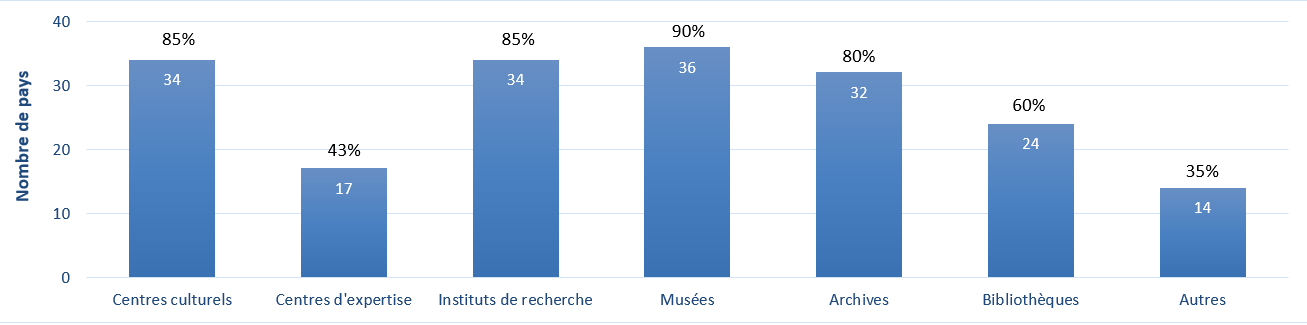 Nombre de pays
40
30
20
10
0
85%
34
43%
17
85%
34
90%
36
80%
32
60%
24
35%
14
Centres culturels
Centres d'expertise
Instituts de recherche
Musées
Archives
Bibliothèques
Autres